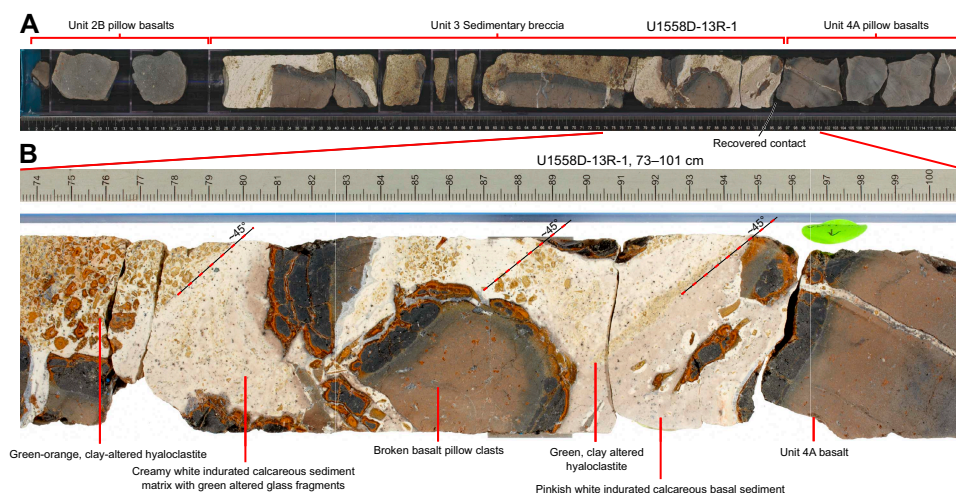 A
Unit 2B pillow basalts
Unit 3 Sedimentary breccia
U1558D-13R-1
Unit 4A pillow basalts
Recovered contact
B
U1558D-13R-1, 73–101 cm
74 75 76 77 78 79 80 81 82 83 84 85 86 87 88 89 90 91 92 93 94 95 96 97 98 99 100
~45°
~45°
~45°
Green-orange, clay-altered hyaloclastite
Creamy white indurated calcareous sediment
matrix with green altered glass fragments
Broken basalt pillow clasts
Green, clay altered
hyaloclastite
Pinkish white indurated calcareous basal sediment
Unit 4A basalt